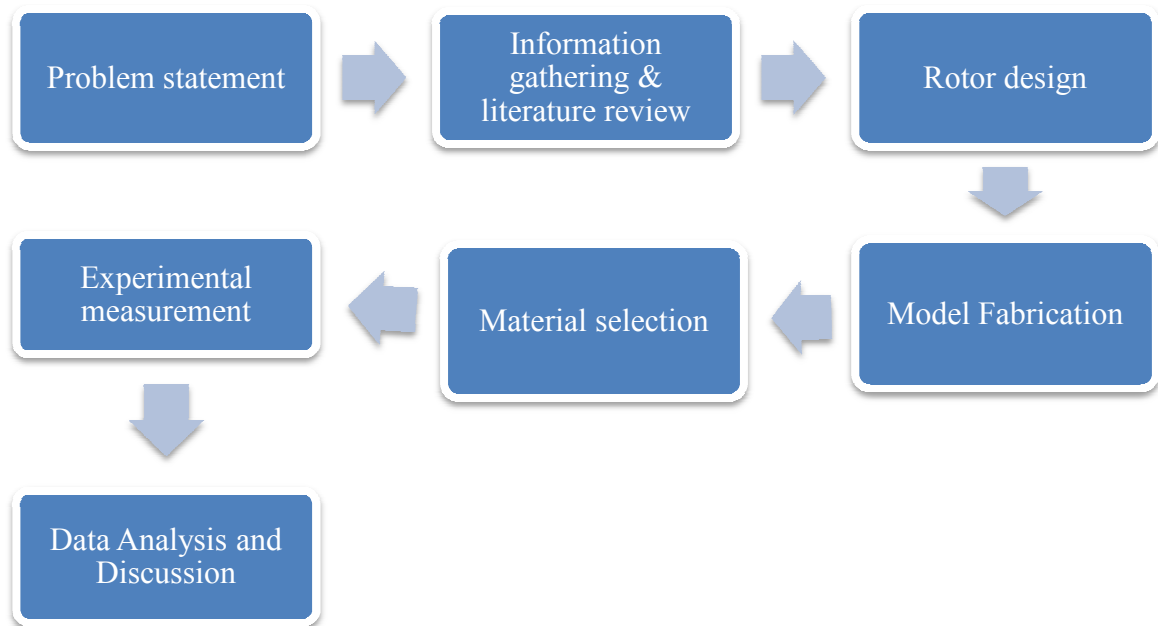 Problem statement
Information
gathering &
literature review
Rotor design
Model Fabrication
Material selection
Experimental
measurement
Data Analysis and
Discussion